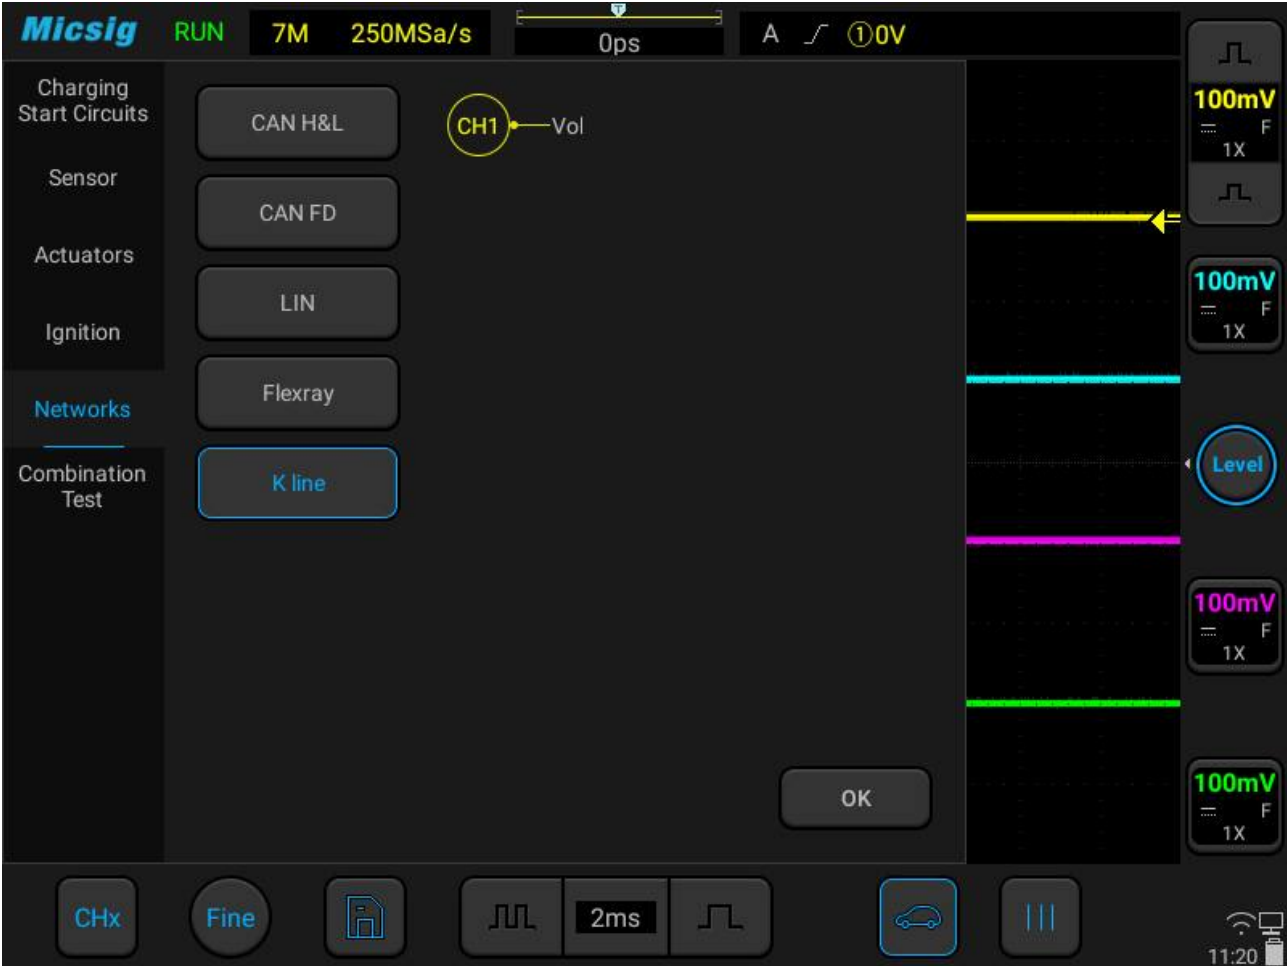 Micsig RUN 7M 250MSa/s T 0ps A ①0V
Charging
Start Circuits
Sensor
Actuators
Ignition
Networks
Combination
Test
CAN H&L
CAN FD
LIN
Flexray
K line
CH1 Vol
OK
100mV
F
1X
100mV
F
1X
Level
100mV
F
1X
100mV
F
1X
CHx Fine 2ms
11:20